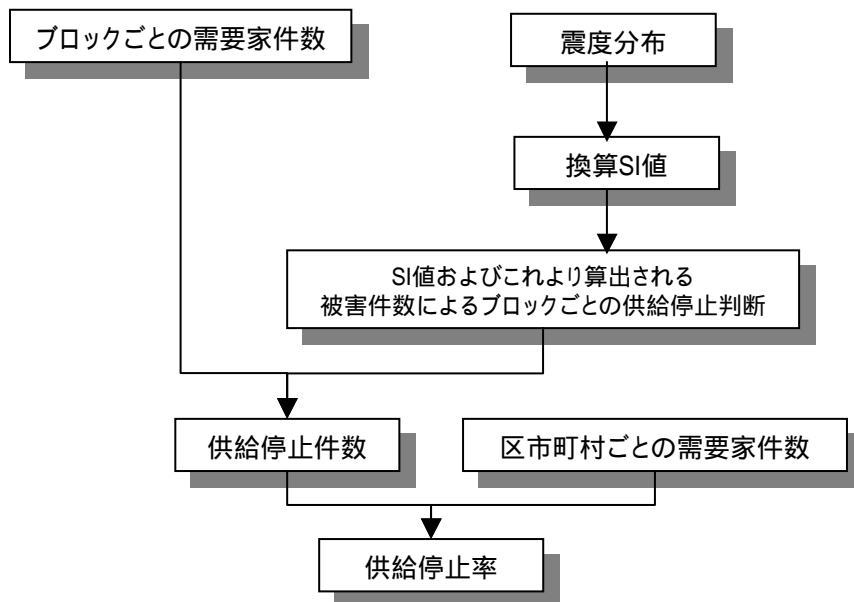 ブロックごとの需要家件数
震度分布
換算SI値
SI値およびこれより算出される
被害件数によるブロックごとの供給停止判断
供給停止件数
区市町村ごとの需要家件数
供給停止率